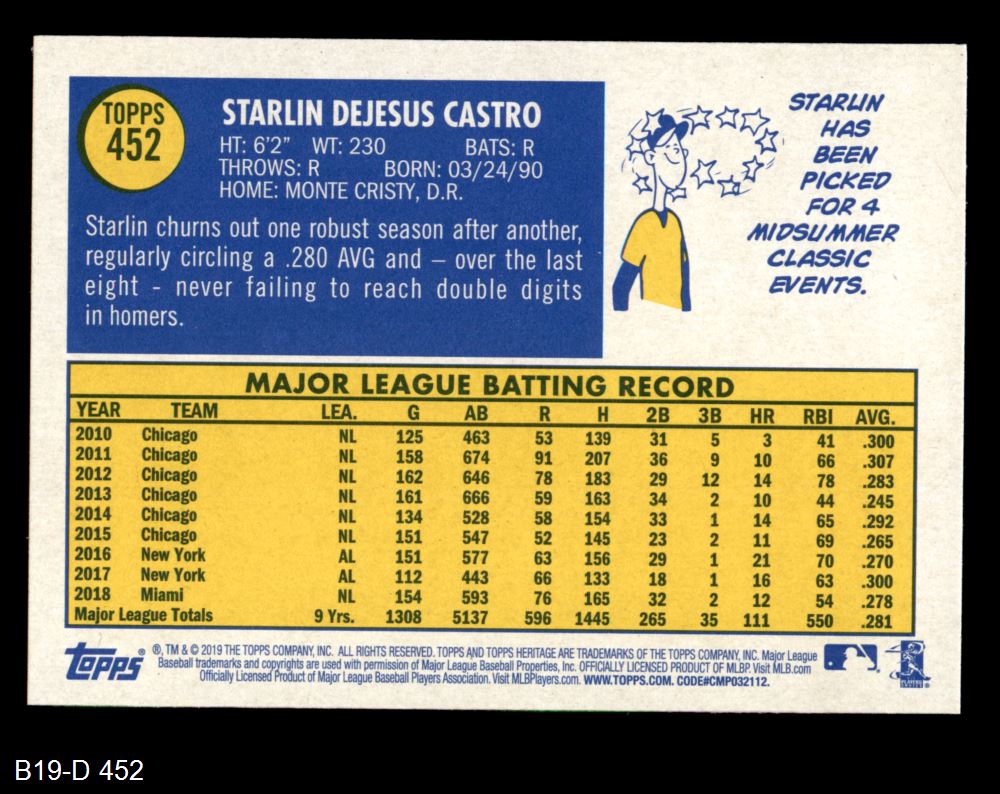 TOPPS
452
STARLIN DEJESUS CASTRO
HT: 6'2" WT: 230 BATS: R
THROWS: R BORN: 03/24/90
HOME: MONTE CRISTY, D.R.
Starlin churns out one robust season after another,
regularly circling a .280 AVG and – over the last
eight - never failing to reach double digits
in homers.
STARLIN
HAS
BEEN
PICKED
FOR 4
MIDSUMMER
CLASSIC
EVENTS.
MAJOR LEAGUE BATTING RECORD
YEAR TEAM LEA. G AB R H 2B 3B HR RBI AVG.
2010 Chicago NL 125 463 53 139 31 5 3 41 .300
2011 Chicago NL 158 674 91 207 36 9 10 66 .307
2012 Chicago NL 162 646 78 183 29 12 14 78 .283
2013 Chicago NL 161 666 59 163 34 2 10 44 .245
2014 Chicago NL 134 528 58 154 33 1 14 65 .292
2015 Chicago NL 151 547 52 145 23 2 11 69 .265
2016 New York AL 151 577 63 156 29 1 21 70 .270
2017 New York AL 112 443 66 133 18 1 16 63 .300
2018 Miami NL 154 593 76 165 32 2 12 54 .278
Major League Totals 9 Yrs. 1308 5137 596 1445 265 35 111 550 .281
Topps® ®, TM & © 2019 THE TOPPS COMPANY, INC. ALL RIGHTS RESERVED. TOPPS AND TOPPS HERITAGE ARE TRADEMARKS OF THE TOPPS COMPANY, INC. Major League
Baseball trademarks and copyrights are used with permission of Major League Baseball Properties, Inc. OFFICIALLY LICENSED PRODUCT OF MLBP. Visit MLB.com
Officially Licensed Product of Major League Baseball Players Association. Visit MLBPlayers.com. WWW.TOPPS.COM. CODE#CMP032112.
B19-D 452